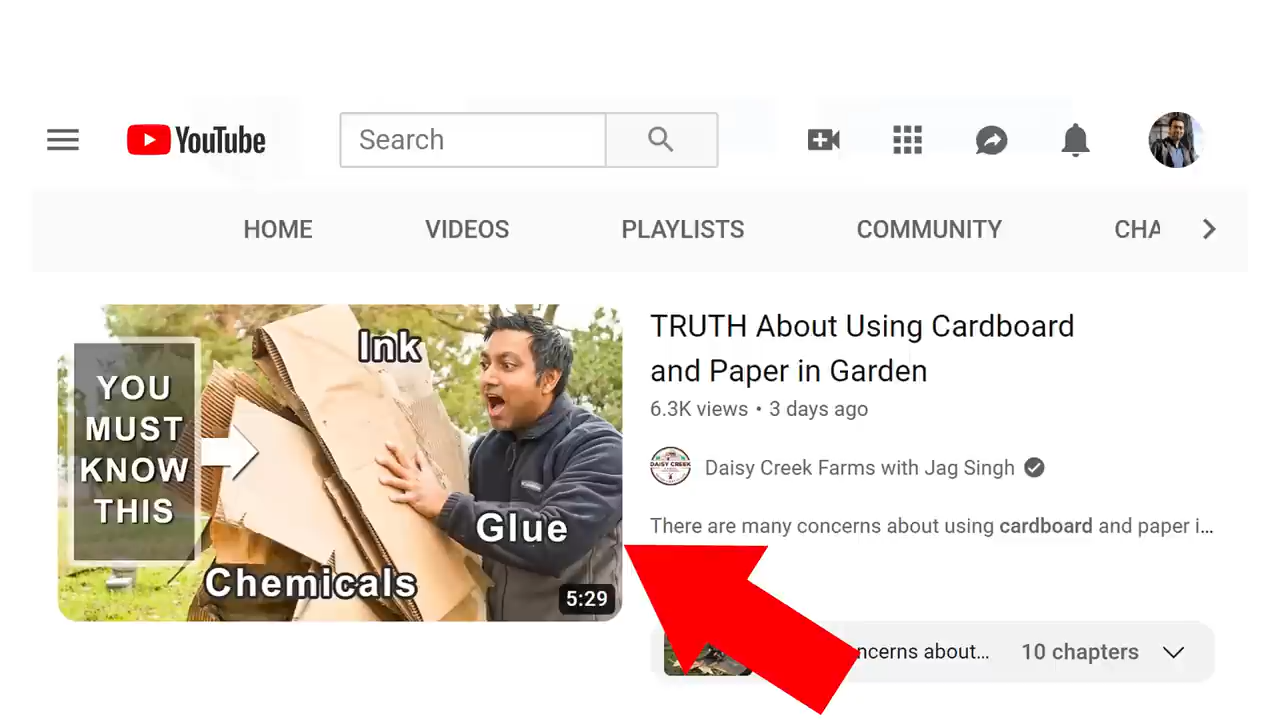 YouTube
Search
HOME VIDEOS PLAYLISTS COMMUNITY CHA
YOU
MUST
KNOW
THIS
Ink
Glue
Chemicals
5:29
TRUTH About Using Cardboard
and Paper in Garden
6.3K views • 3 days ago
DAISY CREEK
Daisy Creek Farms with Jag Singh
There are many concerns about using cardboard and paper i...
ncerns about... 10 chapters